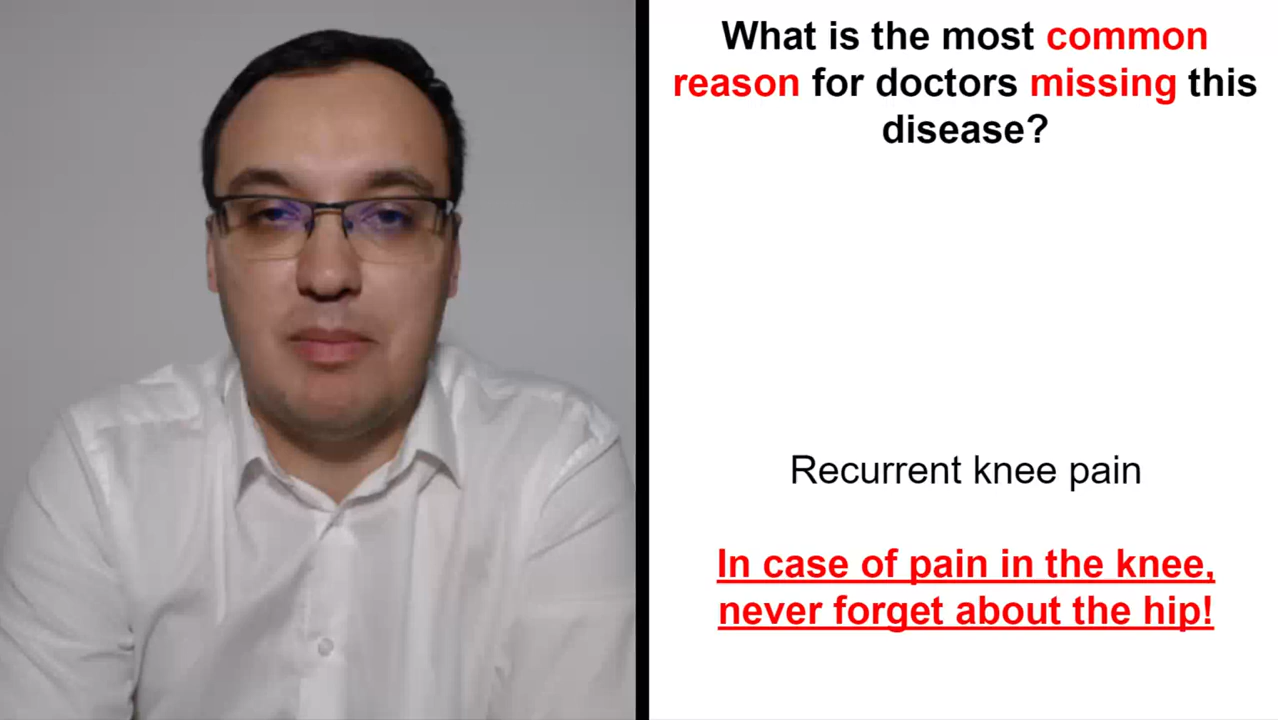 What is the most common
reason for doctors missing this
disease?
Recurrent knee pain
In case of pain in the knee,
never forget about the hip!